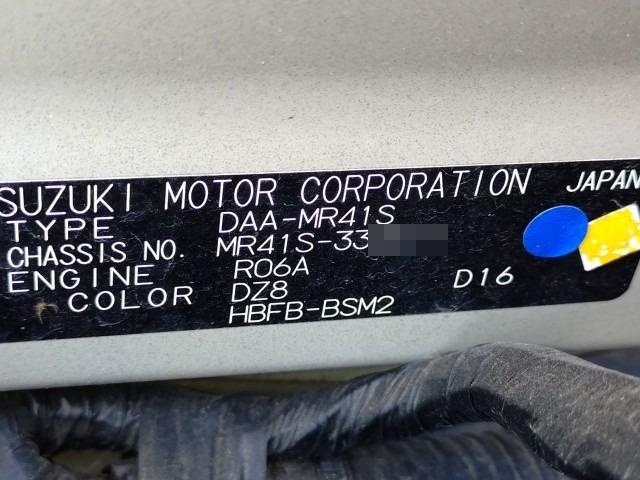 SUZUKI MOTOR CORPORATION JAPAN
TYPE DAA-MR41S
CHASSIS NO. MR41S-33
ENGINE R06A
COLOR DZ8 D16
HBFB-BSM2